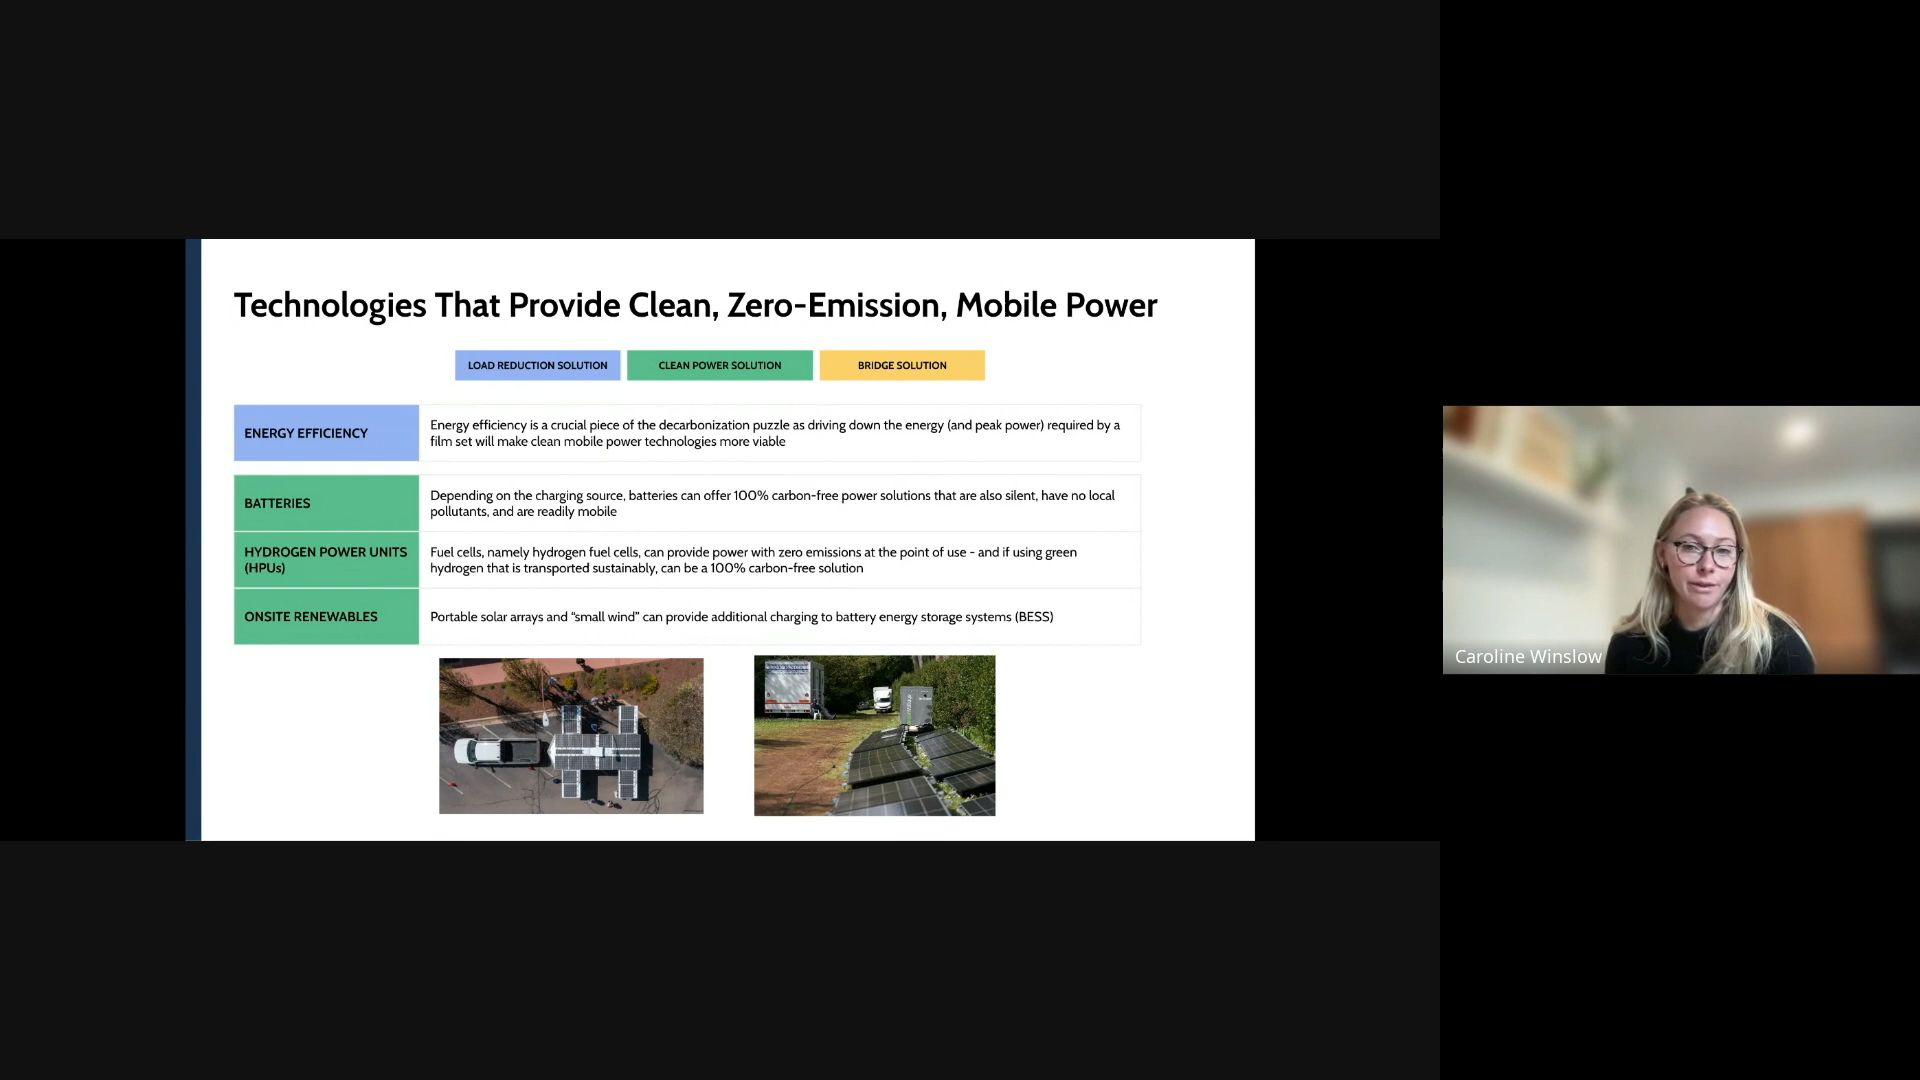 Technologies That Provide Clean, Zero-Emission, Mobile Power
LOAD REDUCTION SOLUTION
CLEAN POWER SOLUTION
BRIDGE SOLUTION
ENERGY EFFICIENCY
Energy efficiency is a crucial piece of the decarbonization puzzle as driving down the energy (and peak power) required by a
film set will make clean mobile power technologies more viable
BATTERIES
Depending on the charging source, batteries can offer 100% carbon-free power solutions that are also silent, have no local
pollutants, and are readily mobile
HYDROGEN POWER UNITS
(HPUs)
Fuel cells, namely hydrogen fuel cells, can provide power with zero emissions at the point of use - and if using green
hydrogen that is transported sustainably, can be a 100% carbon-free solution
ONSITE RENEWABLES
Portable solar arrays and “small wind” can provide additional charging to battery energy storage systems (BESS)
Caroline Winslow